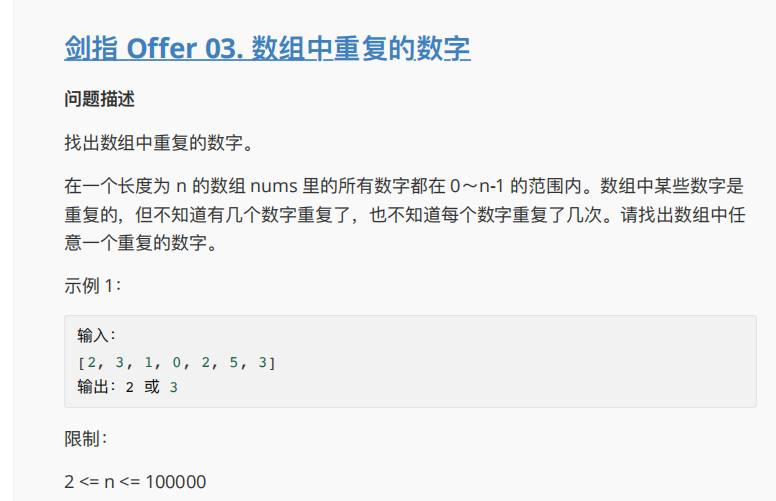 剑指 Offer 03. 数组中重复的数字
问题描述
找出数组中重复的数字。
在一个长度为 n 的数组 nums 里的所有数字都在 0～n-1 的范围内。数组中某些数字是
重复的，但不知道有几个数字重复了，也不知道每个数字重复了几次。请找出数组中任
意一个重复的数字。
示例 1：
输入：
[2, 3, 1, 0, 2, 5, 3]
输出：2 或 3
限制：
2 <= n <= 100000